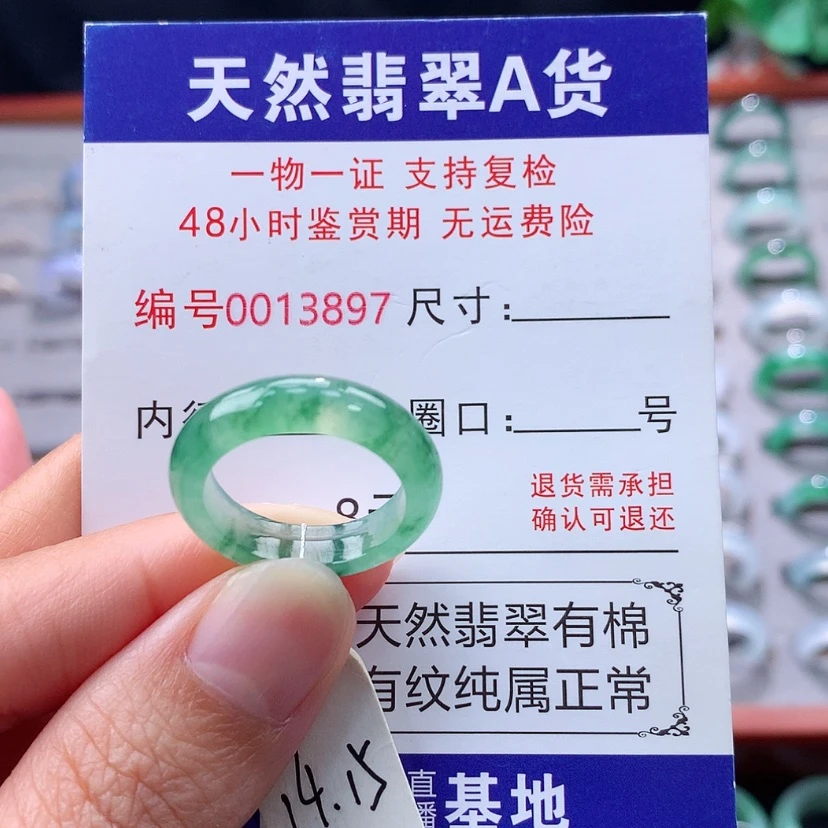 天然翡翠A货
一物一证 支持复检
48小时鉴赏期 无运费险
编号0013897 尺寸:
内 圈口: 号
退货需承担
确认可退还
天然翡翠有棉
有纹纯属正常
14.15
直播 基地